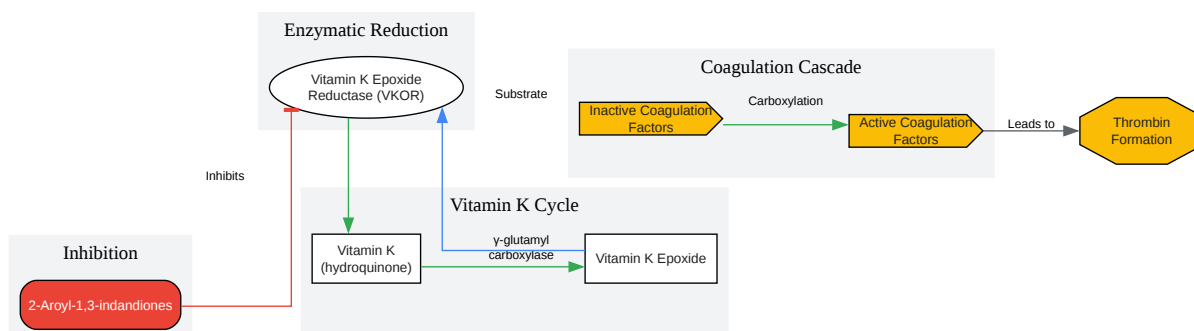 Enzymatic Reduction
Vitamin K Epoxide
Reductase (VKOR)
Substrate
Coagulation Cascade
Inactive Coagulation
Factors
Carboxylation
Active Coagulation
Factors
Leads to
Thrombin
Formation
Inhibits
Vitamin K Cycle
Vitamin K
(hydroquinone)
γ-glutamyl
carboxylase
Vitamin K Epoxide
Inhibition
2-Aroyl-1,3-indandiones